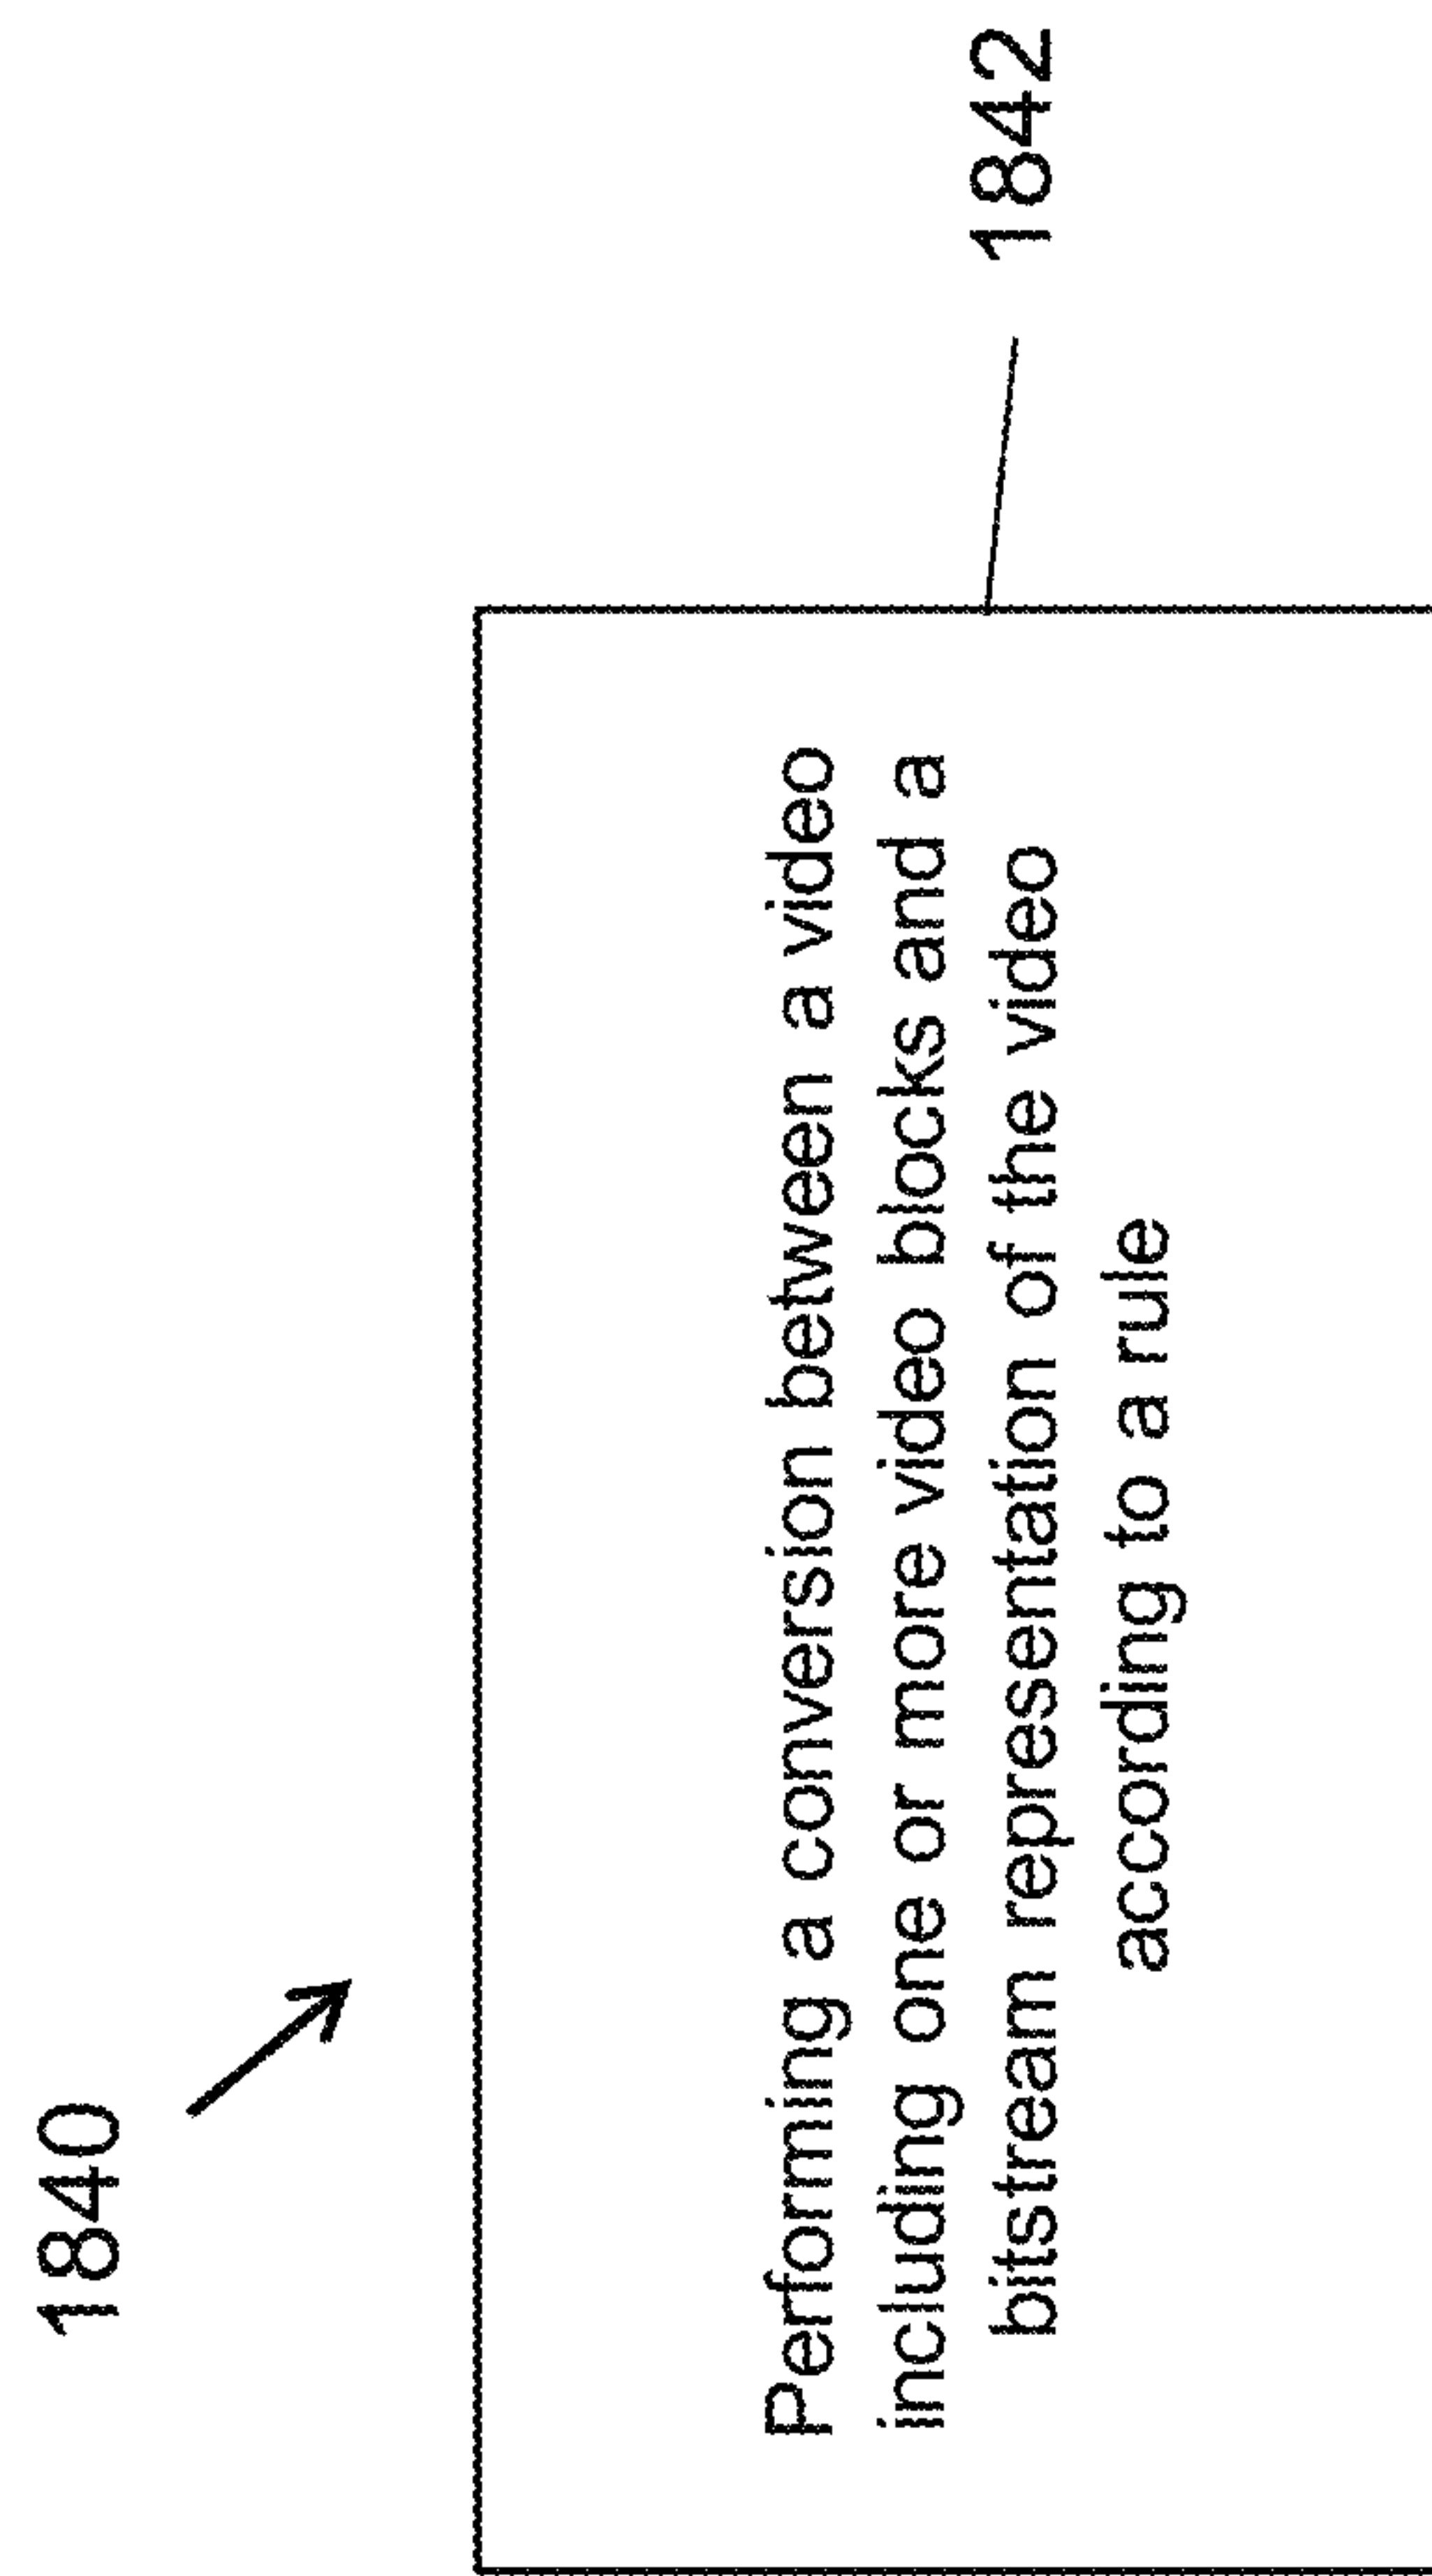 1840
Performing a conversion between a video
including one or more video blocks and a
bitstream representation of the video
according to a rule
1842